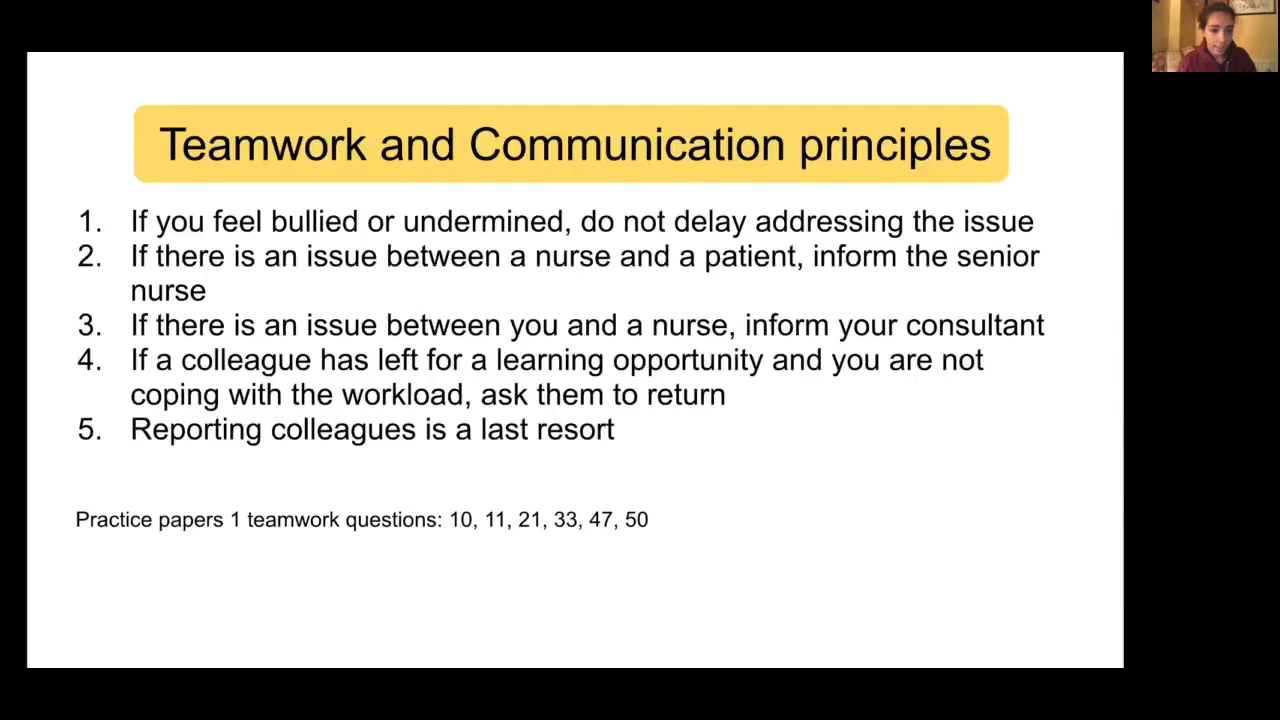 Teamwork and Communication principles
1. If you feel bullied or undermined, do not delay addressing the issue
2. If there is an issue between a nurse and a patient, inform the senior
nurse
3. If there is an issue between you and a nurse, inform your consultant
4. If a colleague has left for a learning opportunity and you are not
coping with the workload, ask them to return
5. Reporting colleagues is a last resort
Practice papers 1 teamwork questions: 10, 11, 21, 33, 47, 50